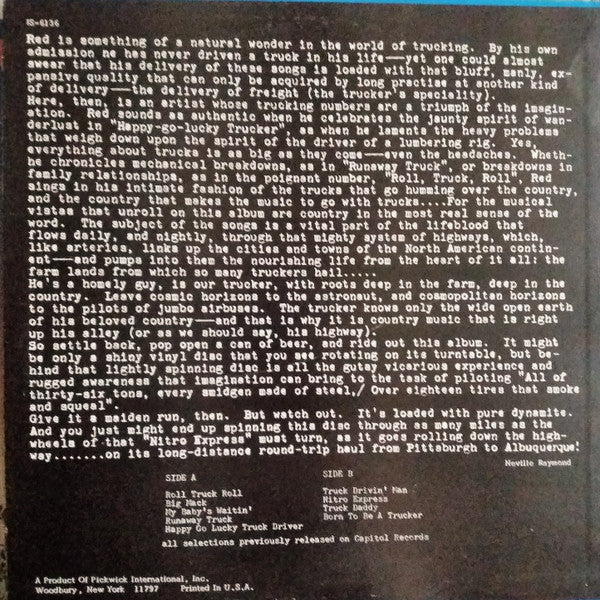 IS-6136
Red is something of a natural wonder in the world of trucking.  By his own
admission he has never driven a truck in his life--yet one could almost
swear that his delivery of these songs is loaded with that bluff, manly, ex-
pansive quality that can only be acquired by long practise at another kind
of delivery--the delivery of freight (the trucker's speciality).
Here, then, is an artist whose trucking numbers are a triumph of the imagin-
ation.  Red sounds as authentic when he celebrates the jaunty spirit of wan-
derlust in "Happy-go-lucky Trucker", as when he laments the heavy problems
that weigh down upon the spirit of the driver of a lumbering rig.  Yes,
everything about trucks is as big as they come--even the headaches.  Wheth-
he chronicles mechanical breakdowns, as in "Runaway Truck", or breakdowns in
family relationships, as in the poignant number, "Roll, Truck, Roll", Red
sings in his intimate fashion of the trucks that go humming over the country,
and the country that makes the music to go with trucks....For the musical
vistas that unroll on this album are country in the most real sense of the
word.  The subject of the songs is a vital part of the lifeblood that
flows daily, and nightly, through that mighty system of highways, which,
like arteries, links up the cities and towns of the North American contin-
ent--and pumps into them the nourishing life from the heart of it all: the
farm lands from which so many truckers hail.....
He's a homely guy, is our trucker, with roots deep in the farm, deep in the
country.  Leave cosmic horizons to the astronaut, and cosmopolitan horizons
to the pilots of jumbo airbuses.  The trucker knows only the wide open earth
of his beloved country--and that is why it is country music that is right
up his alley (or as we should say, his highway).
So settle back, pop open a can of beer, and ride out this album.  It might
be only a shiny vinyl disc that you see rotating on its turntable, but be-
hind that lightly spinning disc is all the gutsy vicarious experience and
rugged awareness that imagination can bring to the task of piloting "All of
thirty-six tons, every smidgen made of steel,/ Over eighteen tires that smoke
and squeal".
Give it a maiden run, then.  But watch out.  It's loaded with pure dynamite.
And you just might end up spinning this disc through as many miles as the
wheels of that "Nitro Express" must turn, as it goes rolling down the high-
way.......on its long-distance round-trip haul from Pittsburgh to Albuquerque!
Neville Raymond
SIDE A
Roll Truck Roll
Big Mack
My Baby's Waitin'
Runaway Truck
Happy Go Lucky Truck Driver
SIDE B
Truck Drivin' Man
Nitro Express
Truck Daddy
Born To Be A Trucker
all selections previously released on Capitol Records
A Product Of Pickwick International, Inc.
Woodbury, New York  11797    Printed In U.S.A.